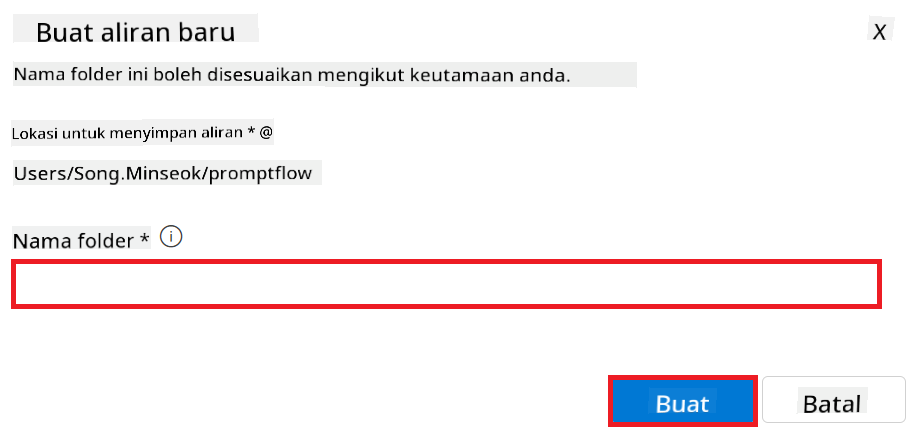 Buat aliran baru
X
Nama folder ini boleh disesuaikan mengikut keutamaan anda.
Lokasi untuk menyimpan aliran * @
Users/Song.Minseok/promptflow
Nama folder * i
Buat
Batal